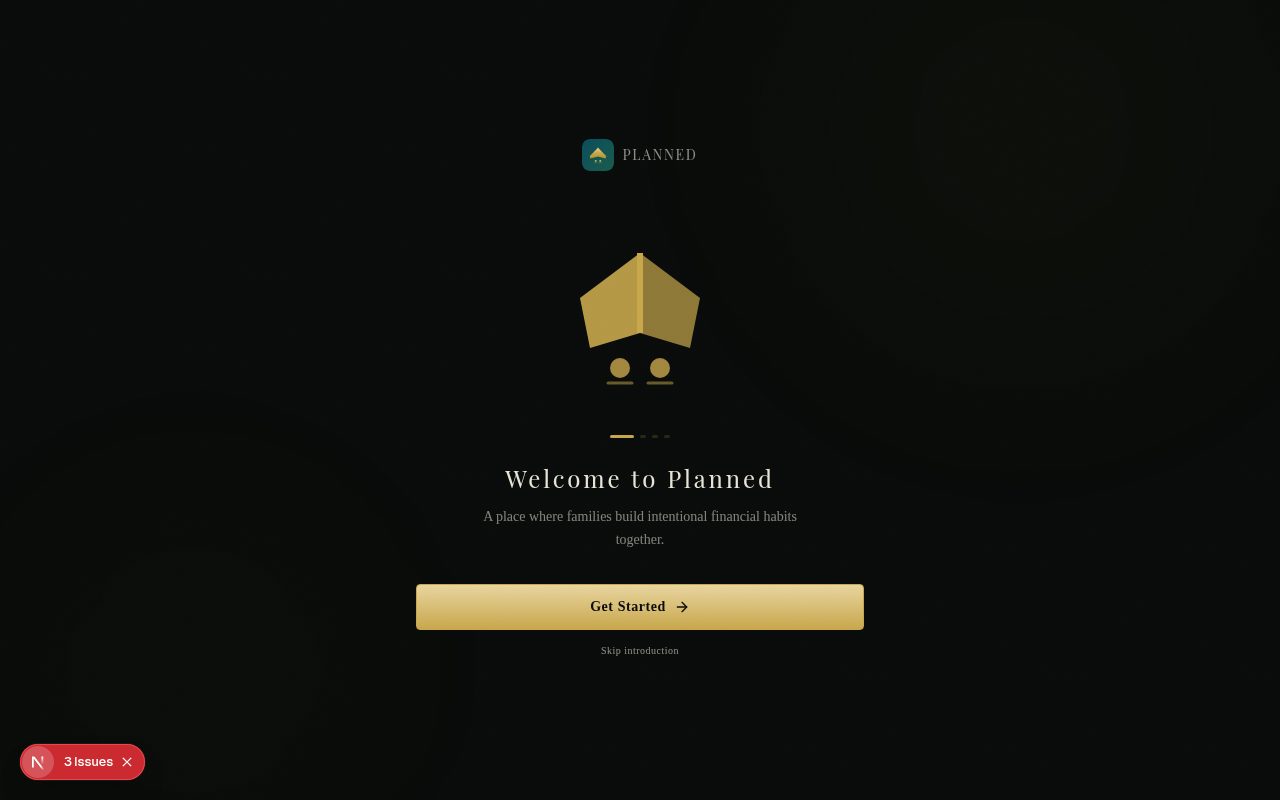 PLANNED
Welcome to Planned
A place where families build intentional financial habits
together.
Get Started
Skip introduction
N 3 Issues